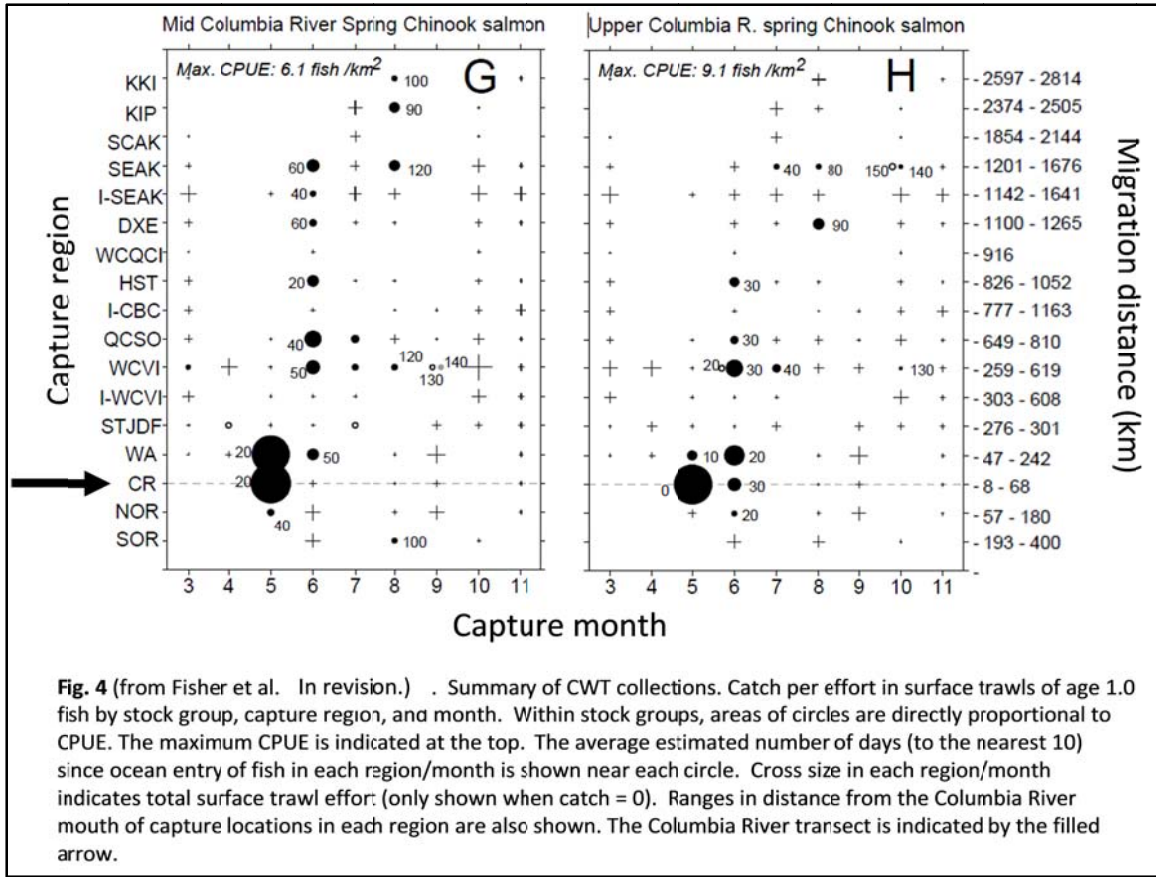 Mid Columbia River Spring Chinook salmon
Upper Columbia R. spring Chinook salmon
Max. CPUE: 6.1 fish /km²
G
Max. CPUE: 9.1 fish /km²
H
Capture region
KKI
KIP
SCAK
SEAK
I-SEAK
DXE
WCQCI
HST
I-CBC
QCSO
WCVI
I-WCVI
STJDF
WA
CR
NOR
SOR
100
90
60
120
40
60
20
40
50
120
140
130
20
50
20
40
100
3 4 5 6 7 8 9 10 11
40
80
150
140
90
30
30
20
30
40
130
10
20
0
30
20
3 4 5 6 7 8 9 10 11
- 2597 - 2814
- 2374 - 2505
- 1854 - 2144
- 1201 - 1676
- 1142 - 1641
- 1100 - 1265
- 916
- 826 - 1052
- 777 - 1163
- 649 - 810
- 259 - 619
- 303 - 608
- 276 - 301
- 47 - 242
- 8 - 68
- 57 - 180
- 193 - 400
-
Migration distance (km)
Capture month
Fig. 4 (from Fisher et al. In revision.) . Summary of CWT collections. Catch per effort in surface trawls of age 1.0
fish by stock group, capture region, and month. Within stock groups, areas of circles are directly proportional to
CPUE. The maximum CPUE is indicated at the top. The average estimated number of days (to the nearest 10)
since ocean entry of fish in each region/month is shown near each circle. Cross size in each region/month
indicates total surface trawl effort (only shown when catch = 0). Ranges in distance from the Columbia River
mouth of capture locations in each region are also shown. The Columbia River transect is indicated by the filled
arrow.